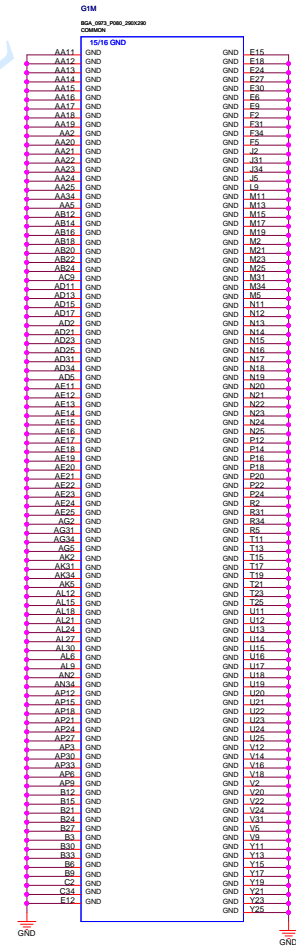 G1M
BGA_0973_P080_290X290
COMMON
15/16 GND
AA11 GND GND E15
AA12 GND GND E18
AA13 GND GND E24
AA14 GND GND E27
AA15 GND GND E30
AA16 GND GND E6
AA17 GND GND E9
AA18 GND GND F2
AA19 GND GND F31
AA2 GND GND F34
AA20 GND GND F5
AA21 GND GND J2
AA22 GND GND J31
AA23 GND GND J34
AA24 GND GND J5
AA25 GND GND L9
AA34 GND GND M11
AA5 GND GND M13
AB12 GND GND M15
AB14 GND GND M17
AB16 GND GND M19
AB18 GND GND M2
AB20 GND GND M21
AB22 GND GND M23
AB24 GND GND M25
AC9 GND GND M31
AD11 GND GND M34
AD13 GND GND M5
AD15 GND GND N11
AD17 GND GND N12
AD2 GND GND N13
AD21 GND GND N14
AD23 GND GND N15
AD25 GND GND N16
AD31 GND GND N17
AD34 GND GND N18
AD5 GND GND N19
AE11 GND GND N20
AE12 GND GND N21
AE13 GND GND N22
AE14 GND GND N23
AE15 GND GND N24
AE16 GND GND N25
AE17 GND GND P12
AE18 GND GND P14
AE19 GND GND P16
AE20 GND GND P18
AE21 GND GND P20
AE22 GND GND P22
AE23 GND GND P24
AE24 GND GND R2
AE25 GND GND R31
AG2 GND GND R34
AG31 GND GND R5
AG34 GND GND T11
AG5 GND GND T13
AK2 GND GND T15
AK31 GND GND T17
AK34 GND GND T19
AK5 GND GND T21
AL12 GND GND T23
AL15 GND GND T25
AL18 GND GND U11
AL21 GND GND U12
AL24 GND GND U13
AL27 GND GND U14
AL30 GND GND U15
AL6 GND GND U16
AL9 GND GND U17
AN2 GND GND U18
AN34 GND GND U19
AP12 GND GND U20
AP15 GND GND U21
AP18 GND GND U22
AP21 GND GND U23
AP24 GND GND U24
AP27 GND GND U25
AP3 GND GND V12
AP30 GND GND V14
AP33 GND GND V16
AP6 GND GND V18
AP9 GND GND V2
B12 GND GND V20
B15 GND GND V22
B21 GND GND V24
B24 GND GND V31
B27 GND GND V5
B3 GND GND V9
B30 GND GND Y11
B33 GND GND Y13
B6 GND GND Y15
B9 GND GND Y17
C2 GND GND Y19
C34 GND GND Y21
E12 GND GND Y23
GND Y25
GND
GND